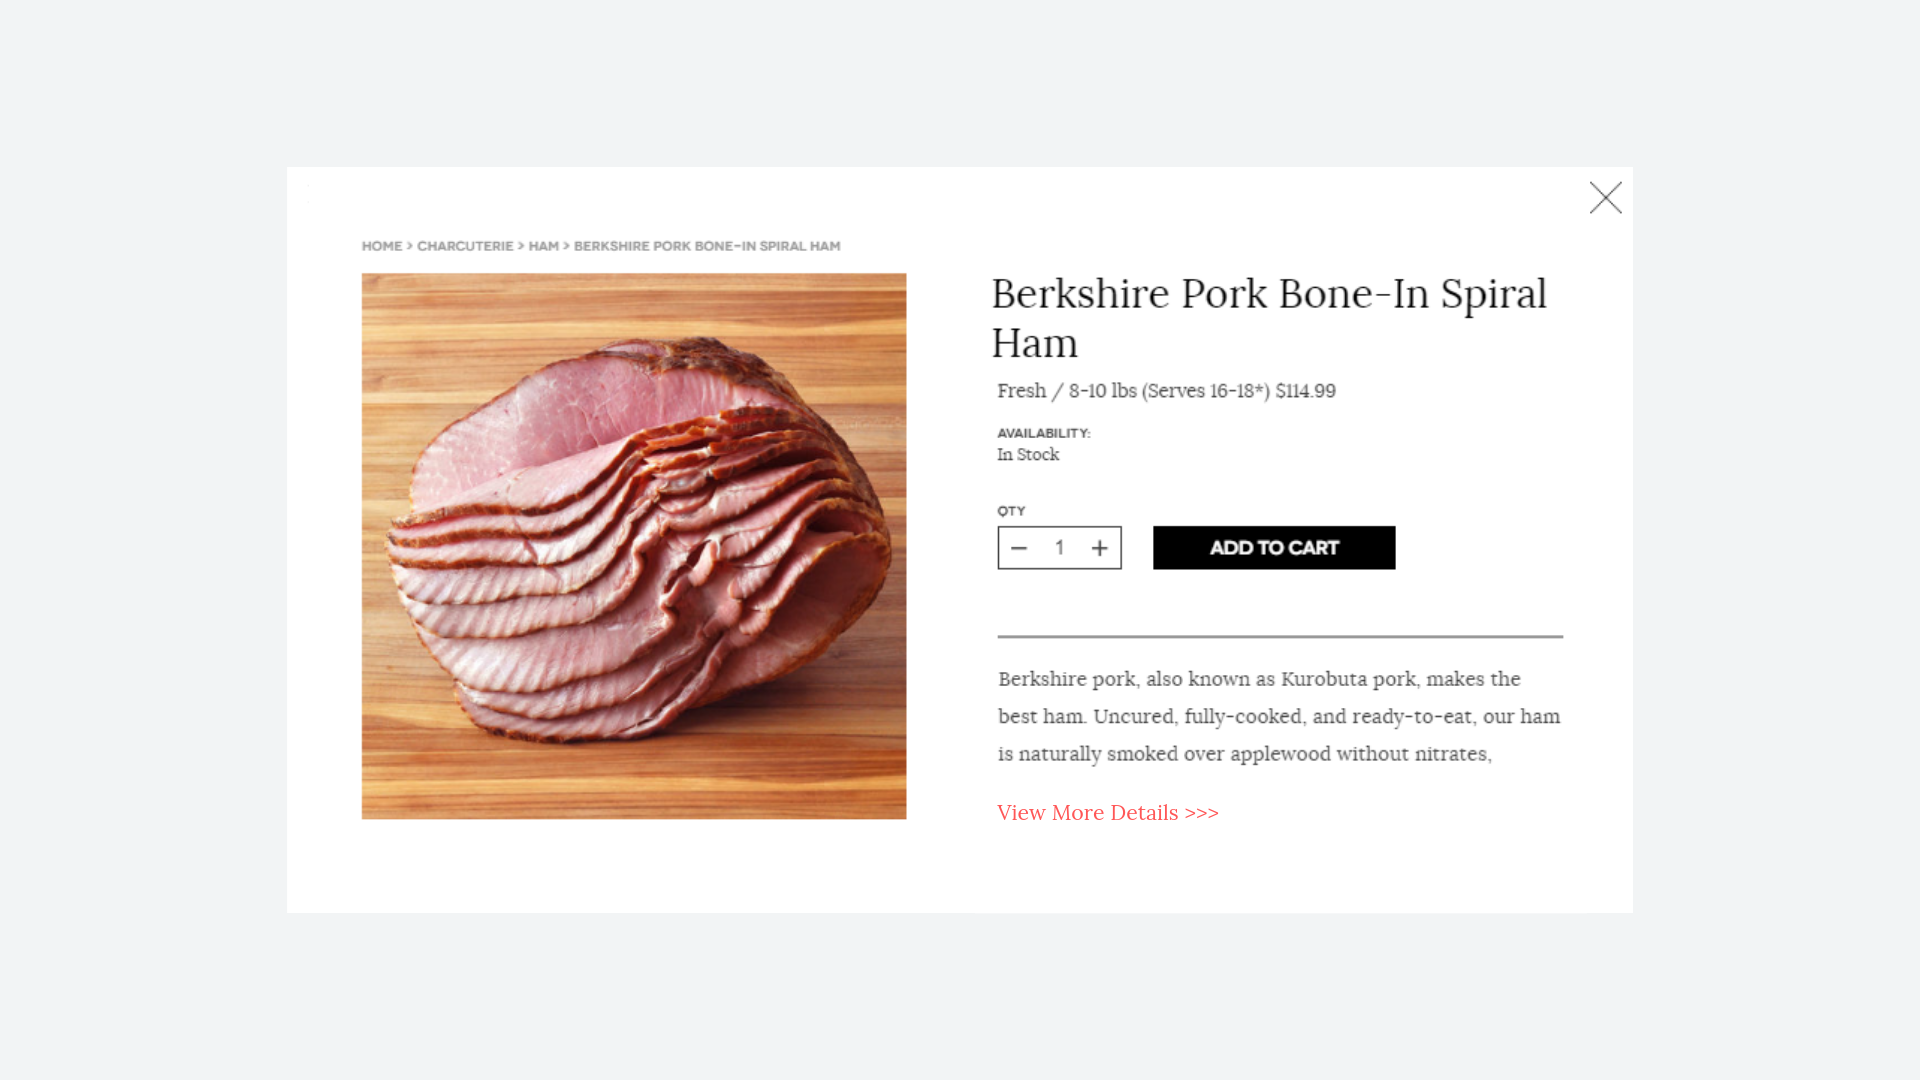 HOME > CHARCUTERIE > HAM > BERKSHIRE PORK BONE-IN SPIRAL HAM
Berkshire Pork Bone-In Spiral
Ham
Fresh / 8-10 lbs (Serves 16-18*) $114.99
AVAILABILITY:
In Stock
QTY
− 1 +
ADD TO CART
Berkshire pork, also known as Kurobuta pork, makes the
best ham. Uncured, fully-cooked, and ready-to-eat, our ham
is naturally smoked over applewood without nitrates,
View More Details >>>